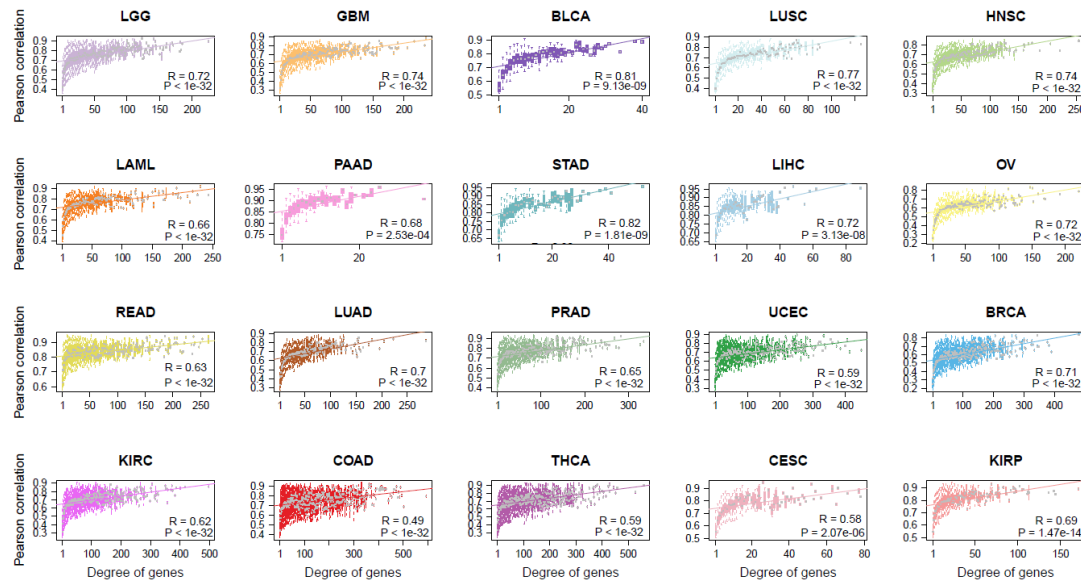 LGG GBM BLCA LUSC HNSC
Pearson correlation
0.9 0.8 0.7 0.6 0.5 0.4
R = 0.72
P < 1e-32
1 50 100 150 200
0.9 0.8 0.7 0.6 0.5 0.4 0.3
R = 0.74
P < 1e-32
1 50 100 150 200
0.9 0.8 0.7 0.6 0.5
R = 0.81
P = 9.13e-09
1 20 40
0.9 0.8 0.7 0.6 0.5 0.4
R = 0.77
P < 1e-32
1 20 40 60 80 100
0.9 0.8 0.7 0.6 0.5 0.4 0.3
R = 0.74
P < 1e-32
1 50 100 150 200 250
LAML PAAD STAD LIHC OV
Pearson correlation
0.9 0.8 0.7 0.6 0.5 0.4
R = 0.66
P < 1e-32
1 50 100 150 200 250
0.95 0.90 0.85 0.80 0.75
R = 0.68
P = 2.53e-04
1 20
0.95 0.90 0.85 0.80 0.75 0.70 0.65
R = 0.82
P = 1.81e-09
1 20 40
0.95 0.90 0.85 0.80 0.75 0.70 0.65
R = 0.72
P = 3.13e-08
1 20 40 60 80
0.8 0.7 0.6 0.5 0.4 0.3 0.2
R = 0.72
P < 1e-32
1 50 100 150 200
READ LUAD PRAD UCEC BRCA
Pearson correlation
0.9 0.8 0.7 0.6
R = 0.63
P < 1e-32
1 50 100 150 200 250
0.9 0.8 0.7 0.6 0.5 0.4 0.3
R = 0.7
P < 1e-32
1 50 100 150 200 250
0.9 0.8 0.7 0.6 0.5 0.4
R = 0.65
P < 1e-32
1 100 200 300
0.9 0.8 0.7 0.6 0.5 0.4 0.3
R = 0.59
P < 1e-32
1 100 200 300 400
0.9 0.8 0.7 0.6 0.5 0.4 0.3
R = 0.71
P < 1e-32
1 100 200 300 400
KIRC COAD THCA CESC KIRP
Pearson correlation
0.9 0.8 0.7 0.6 0.5 0.4 0.3
R = 0.62
P < 1e-32
1 100 200 300 400 500
Degree of genes
0.9 0.8 0.7 0.6 0.5 0.4
R = 0.49
P < 1e-32
1 200 400 600
Degree of genes
0.9 0.8 0.7 0.6 0.5 0.4 0.3
R = 0.59
P < 1e-32
1 100 200 300 400 500
Degree of genes
0.9 0.8 0.7 0.6 0.5
R = 0.58
P = 2.07e-06
1 20 40 60 80
Degree of genes
0.9 0.8 0.7 0.6 0.5
R = 0.69
P = 1.47e-14
1 50 100 150
Degree of genes